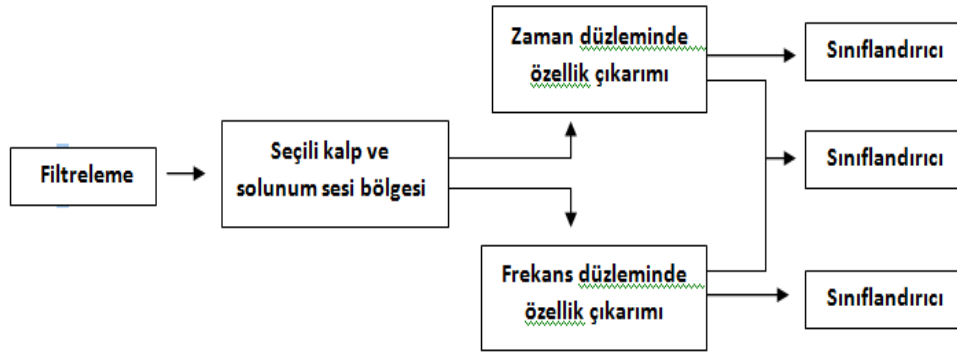 Filtreleme
Seçili kalp ve
solunum sesi bölgesi
Zaman düzleminde
özellik çıkarımı
Frekans düzleminde
özellik çıkarımı
Sınıflandırıcı
Sınıflandırıcı
Sınıflandırıcı